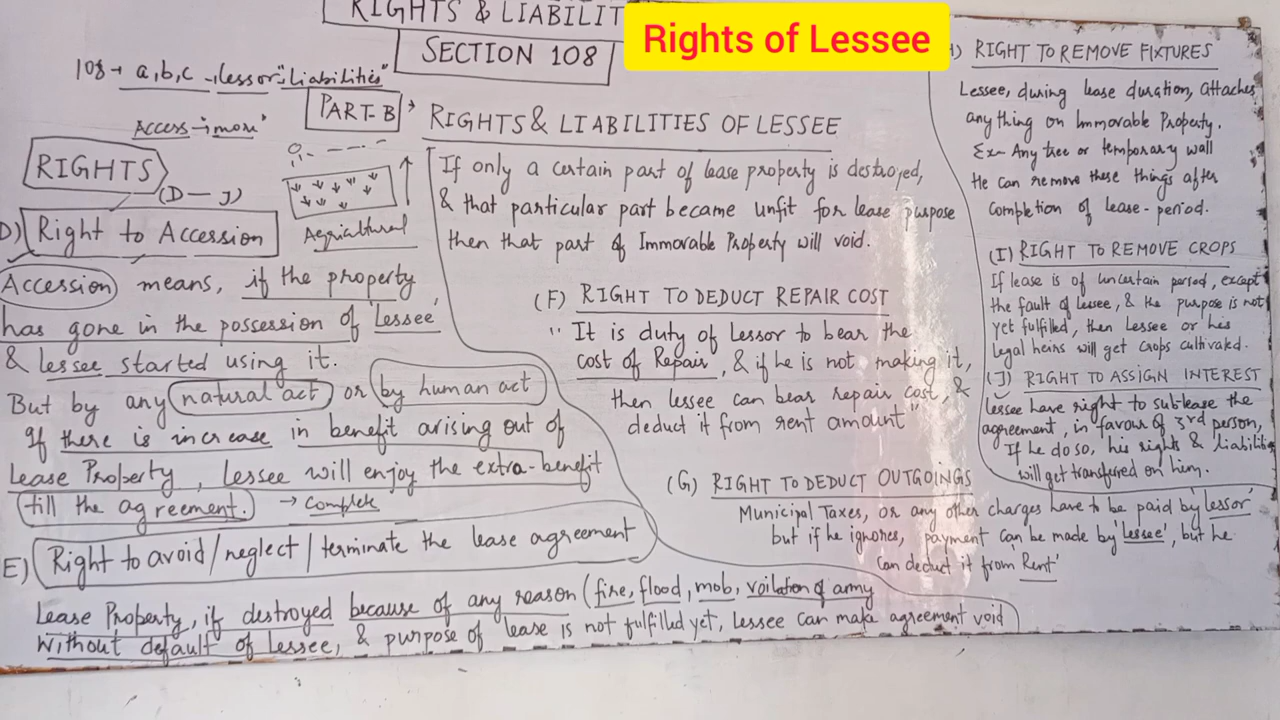 RIGHTS & LIABILIT
Rights of Lessee
SECTION 108
108 → a, b, c → lessor "Liabilities"
Access → 'more'
PART-B →
RIGHTS & LIABILITIES OF LESSEE
RIGHTS
(D — J)
Agricultural
D) Right to Accession
Accession means, if the property
has gone in the possession of 'Lessee',
& lessee started using it.
But by any natural act or by human act
If there is increase in benefit arising out of
Lease Property, Lessee will enjoy the extra-benefit
till the agreement. → Complete
E) Right to avoid/neglect/terminate the lease agreement
Lease Property, if destroyed because of any reason (fire, flood, mob, voilation of army
without default of Lessee, & purpose of lease is not fulfilled yet, lessee can make agreement void
If only a certain part of lease property is destroyed,
& that particular part became unfit for lease purpose
then that part of Immovable Property will void.
(F) RIGHT TO DEDUCT REPAIR COST
"It is duty of Lessor to bear the
cost of Repair, & if he is not making it,
then lessee can bear repair cost, &
deduct it from rent amount"
(G) RIGHT TO DEDUCT OUTGOINGS
Municipal Taxes, or any other charges have to be paid by 'lessor'
but if he ignores, payment can be made by 'lessee', but he
can deduct it from 'Rent'
) RIGHT TO REMOVE FIXTURES
Lessee, during lease duration, attaches
anything on Immovable Property.
Ex- Any tree or temporary wall
He can remove these things after
completion of lease-period.
(I) RIGHT TO REMOVE CROPS
If lease is of uncertain period, except
the fault of lessee, & the purpose is not
yet fulfilled, then Lessee or his
legal heirs will get crops cultivated.
(J) RIGHT TO ASSIGN INTEREST
Lessee have right to sub-lease the
agreement, in favour of 3rd person,
If he do so, his rights & liabilities
will get transferred on him.